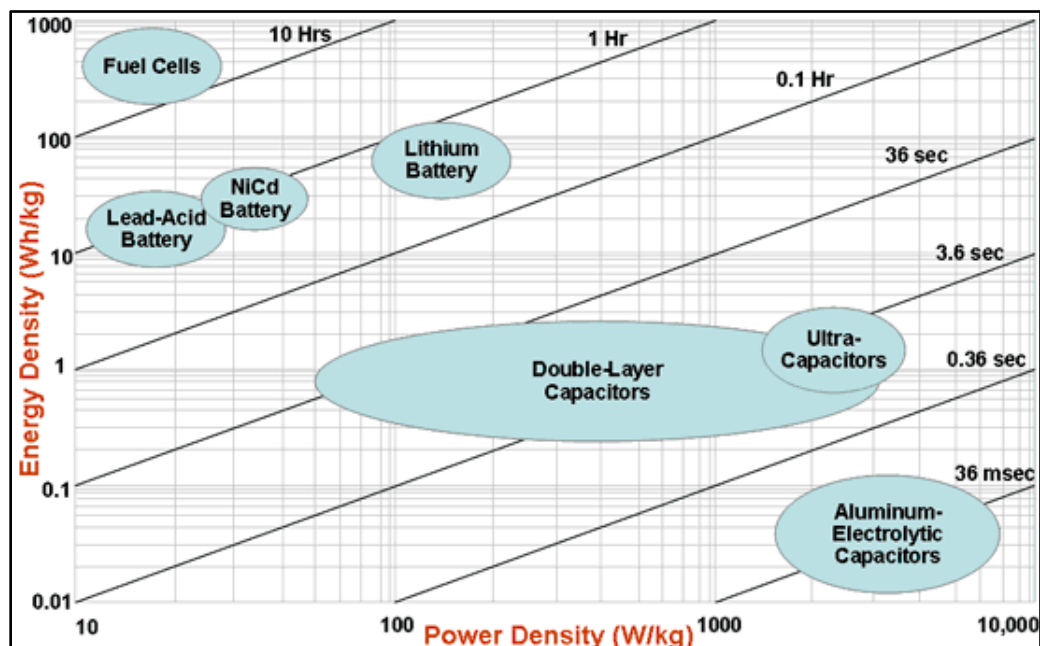 1000
10 Hrs
1 Hr
Fuel Cells
0.1 Hr
100
Lithium
Battery
36 sec
NiCd
Battery
Lead-Acid
Battery
10
3.6 sec
Energy Density (Wh/kg)
1
Double-Layer
Capacitors
Ultra-
Capacitors
0.36 sec
0.1
36 msec
Aluminum-
Electrolytic
Capacitors
0.01
10
100
1000
10,000
Power Density (W/kg)